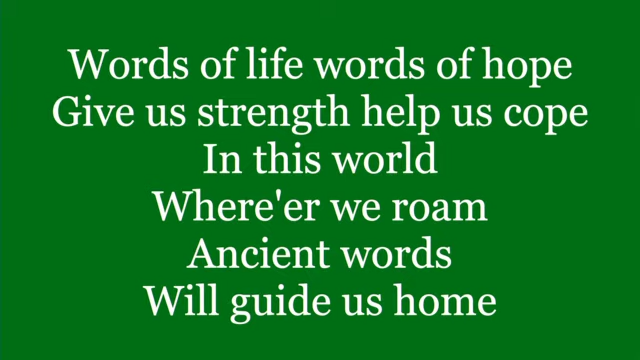 Words of life words of hope
Give us strength help us cope
In this world
Where'er we roam
Ancient words
Will guide us home